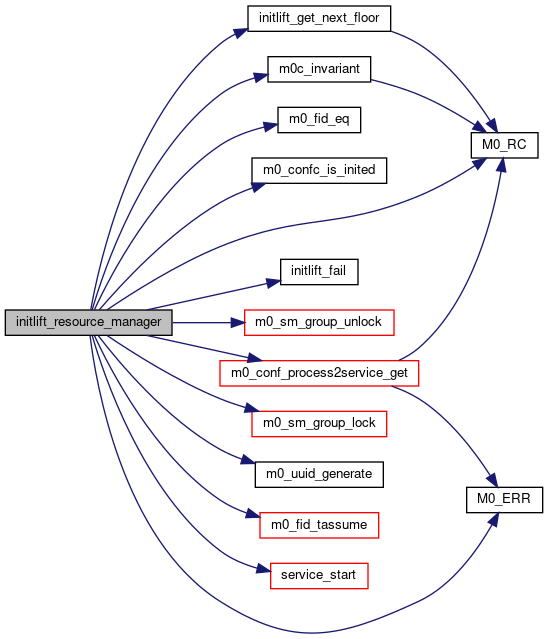 initlift_get_next_floor
m0c_invariant
m0_fid_eq
M0_RC
m0_confc_is_inited
initlift_fail
initlift_resource_manager
m0_sm_group_unlock
m0_conf_process2service_get
m0_sm_group_lock
m0_uuid_generate
M0_ERR
m0_fid_tassume
service_start